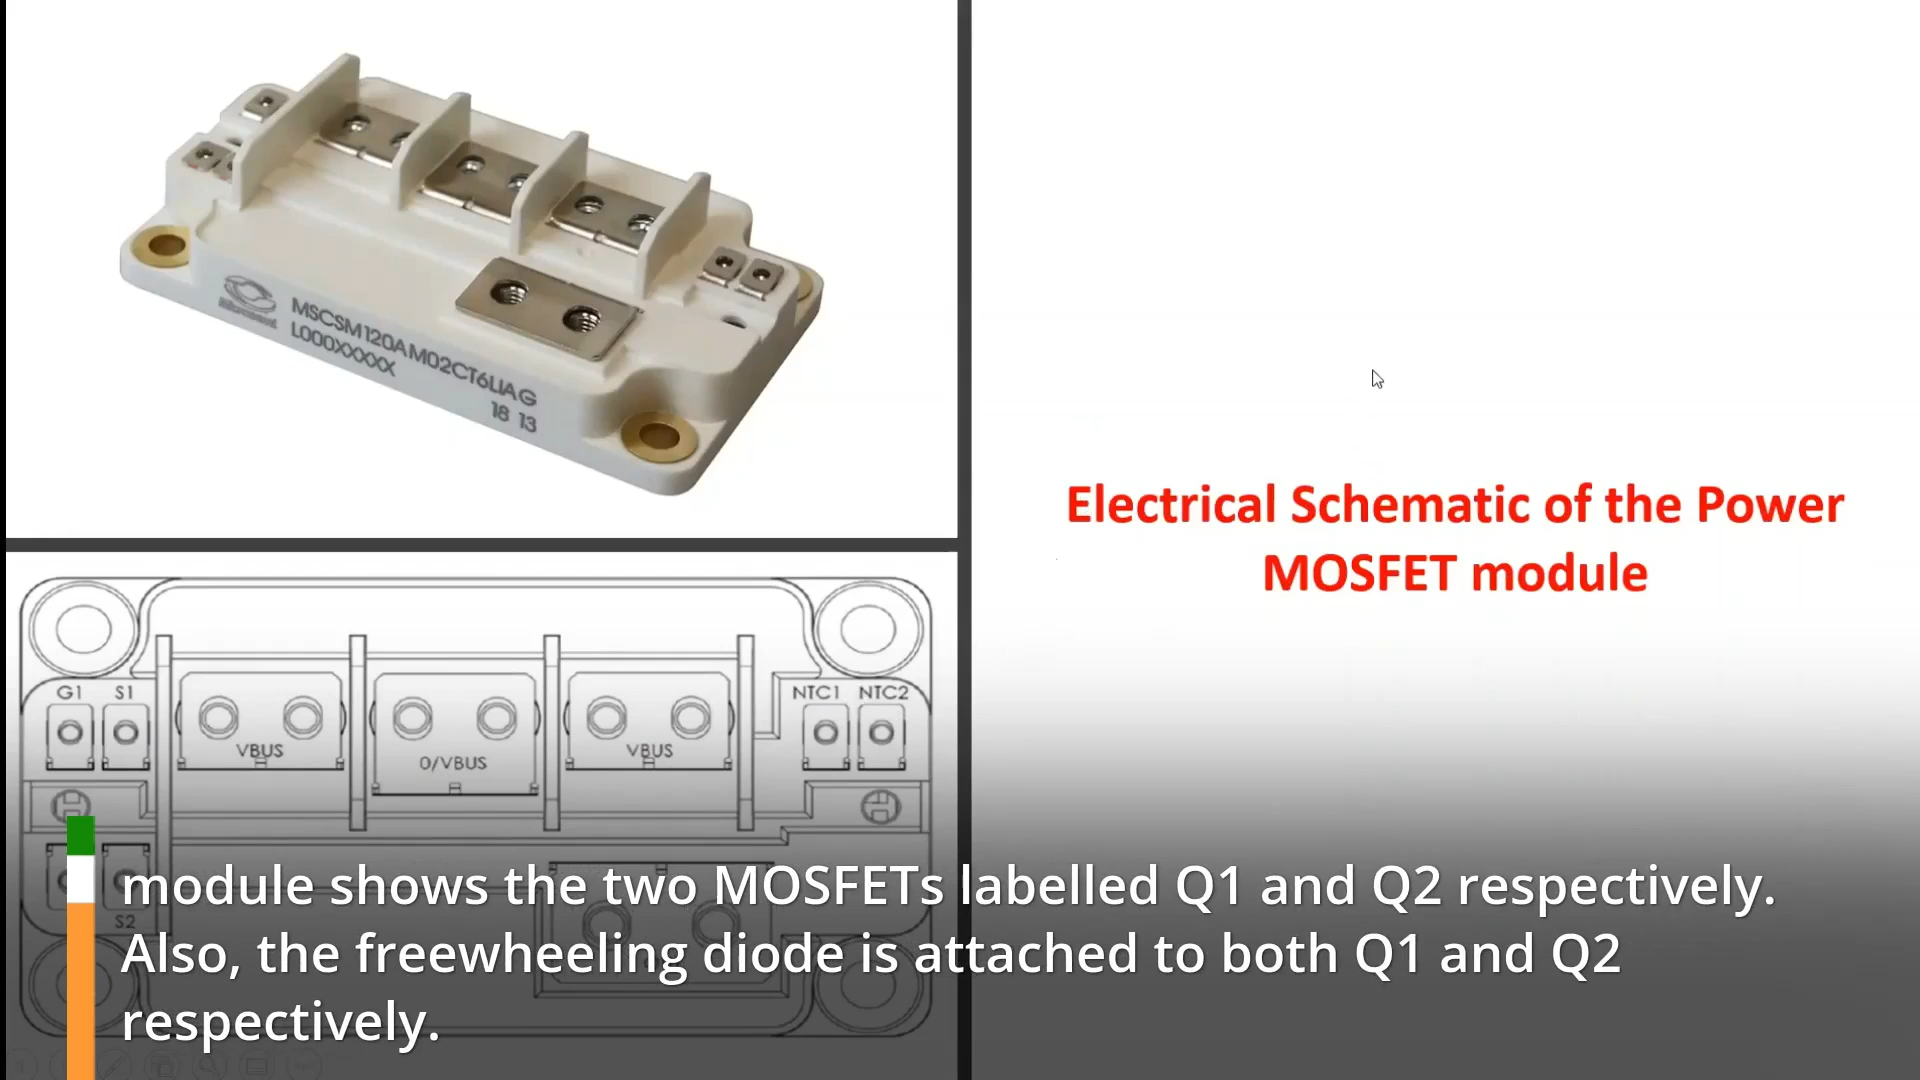 Microsemi
MSCSM120AM02CT6LIAG
L000XXXXX
18 13
Electrical Schematic of the Power
MOSFET module
G1 S1
NTC1 NTC2
VBUS
0/VBUS
VBUS
S2
module shows the two MOSFETs labelled Q1 and Q2 respectively.
Also, the freewheeling diode is attached to both Q1 and Q2
respectively.